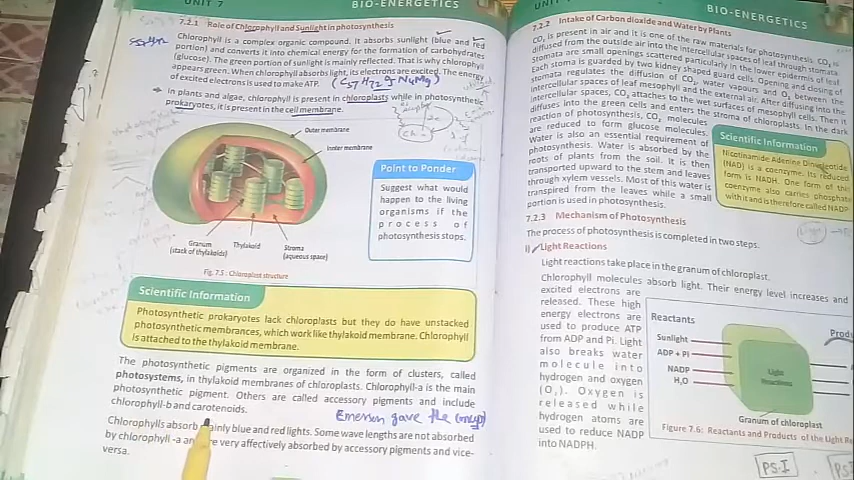 UNIT 7
BIO-ENERGETICS
7.2.1 Role of Chlorophyll and Sunlight in photosynthesis
Chlorophyll is a complex organic compound. It absorbs sunlight (blue and red
portion) and converts it into chemical energy for the formation of carbohydrates
(glucose). The green portion of sunlight is mainly reflected. That is why chlorophyll
appears green. When chlorophyll absorbs light, its electrons are excited. The energy
of excited electrons is used to make ATP.
In plants and algae, chlorophyll is present in chloroplasts while in photosynthetic
prokaryotes, it is present in the cell membrane.
Outer membrane
Inner membrane
Granum
(stack of thylakoids)
Thylakoid
Stroma
(aqueous space)
Fig. 7.5 : Chloroplast structure
Point to Ponder
Suggest what would
happen to the living
organisms if the
process of
photosynthesis stops.
Scientific Information
Photosynthetic prokaryotes lack chloroplasts but they do have unstacked
photosynthetic membranes, which work like thylakoid membrane. Chlorophyll
is attached to the thylakoid membrane.
The photosynthetic pigments are organized in the form of clusters, called
photosystems, in thylakoid membranes of chloroplasts. Chlorophyll-a is the main
photosynthetic pigment. Others are called accessory pigments and include
chlorophyll-b and carotenoids.
Emerson gave the
Chlorophylls absorb mainly blue and red lights. Some wave lengths are not absorbed
by chlorophyll -a and are very affectively absorbed by accessory pigments and vice-
versa.
BIO-ENERGETICS
7.2.2 Intake of Carbon dioxide and Water by Plants
CO₂ is present in air and it is one of the raw materials for photosynthesis. CO₂ is
diffused from the outside air into the intercellular spaces of leaf through stomata.
Stomata are small openings scattered particularly in the lower epidermis of leaf.
Each stoma is guarded by two kidney shaped guard cells. Opening and closing of
stomata regulates the diffusion of CO₂, water vapours and O₂ between the
intercellular spaces of leaf mesophyll and the external air. After diffusing into the
intercellular spaces, CO₂ attaches to the wet surfaces of mesophyll cells. Then it
diffuses into the green cells and enters the stroma of chloroplasts. In the dark
reaction of photosynthesis, CO₂ molecules
are reduced to form glucose molecules.
Water is also an essential requirement of
photosynthesis. Water is absorbed by the
roots of plants from the soil. It is then
transported upward to the stem and leaves
through xylem vessels. Most of this water is
transpired from the leaves while a small
portion is used in photosynthesis.
Scientific Information
Nicotinamide Adenine Dinucleotide
(NAD) is a coenzyme. Its reduced
form is NADH. One form of this
coenzyme also carries phosphate
with it and is therefore called NADP
7.2.3 Mechanism of Photosynthesis
The process of photosynthesis is completed in two steps.
i) Light Reactions
Light reactions take place in the granum of chloroplast.
Chlorophyll molecules absorb light. Their energy level increases and
excited electrons are
released. These high
energy electrons are
used to produce ATP
from ADP and Pi. Light
also breaks water
molecule into
hydrogen and oxygen
(O₂). Oxygen is
released while
hydrogen atoms are
used to reduce NADP
into NADPH.
Reactants
Sunlight
ADP + Pi
NADP
H₂O
Light
Reactions
Granum of chloroplast
Figure 7.6: Reactants and Products of the Light
PS-I